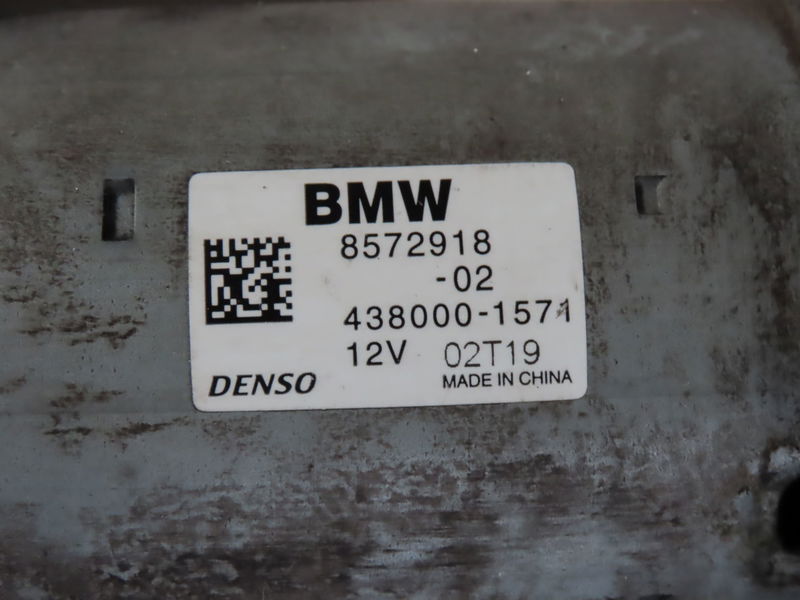 BMW
8572918
-02
438000-1571
12V 02T19
DENSO MADE IN CHINA